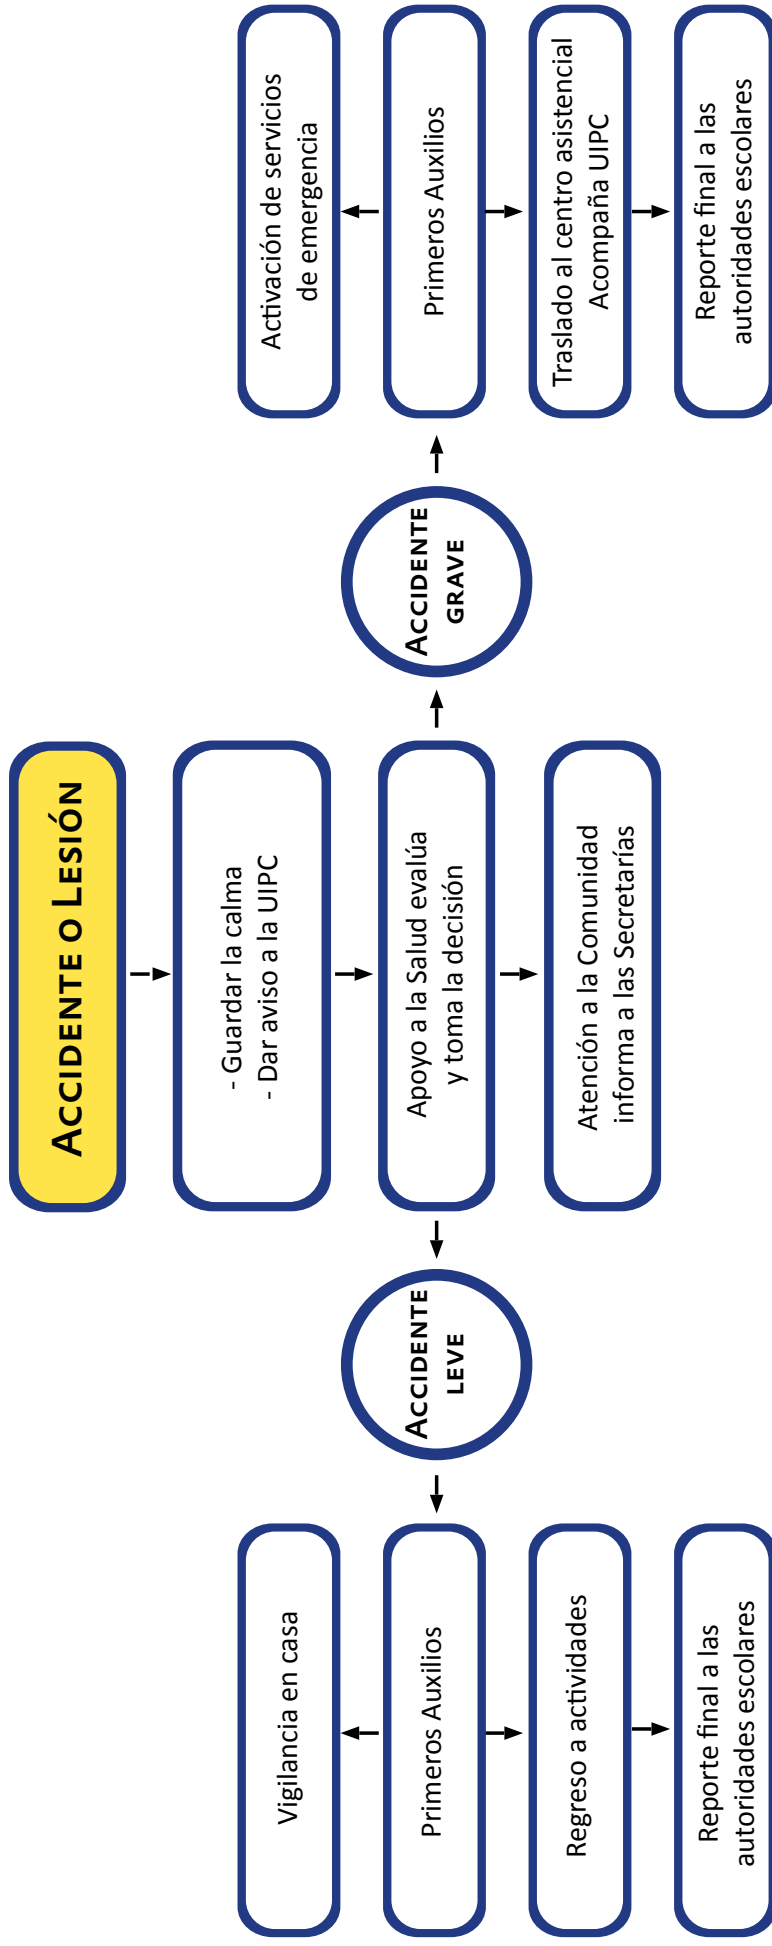 ACCIDENTE O LESIÓN
- Guardar la calma
- Dar aviso a la UIPC
Apoyo a la Salud evalúa
y toma la decisión
Atención a la Comunidad
informa a las Secretarías
ACCIDENTE
LEVE
Vigilancia en casa
Primeros Auxilios
Regreso a actividades
Reporte final a las
autoridades escolares
ACCIDENTE
GRAVE
Activación de servicios
de emergencia
Primeros Auxilios
Traslado al centro asistencial
Acompaña UIPC
Reporte final a las
autoridades escolares